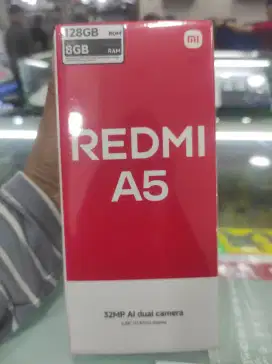 128GB ROM
8GB RAM
mi
REDMI
A5
32MP AI dual camera